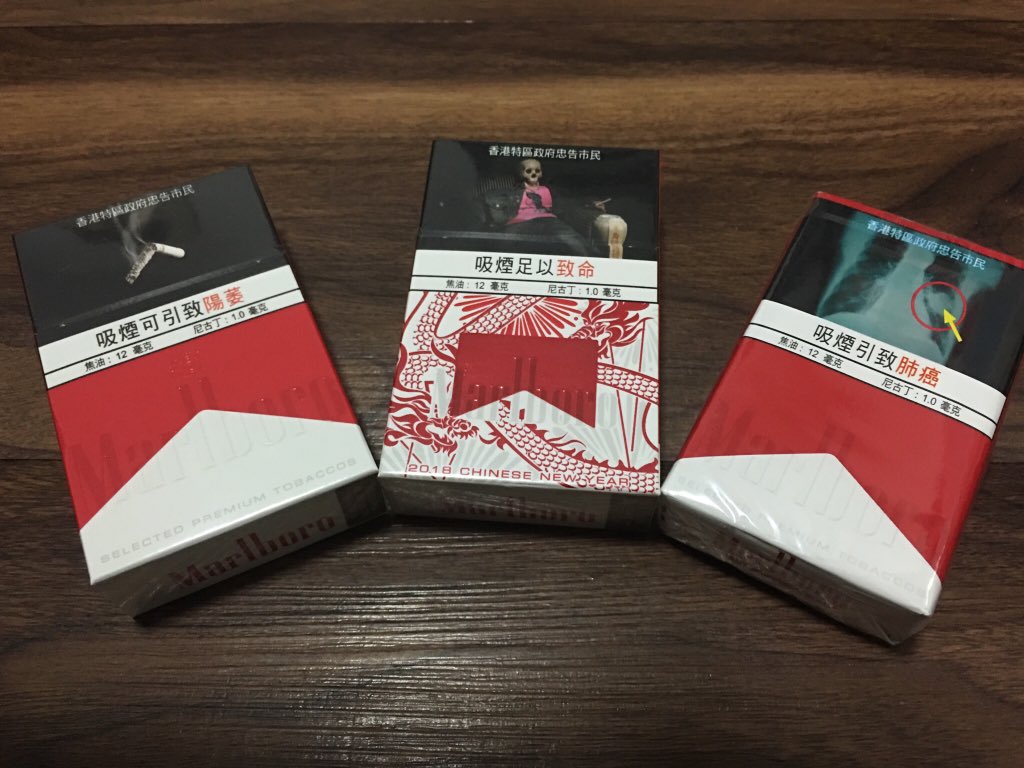 香港特區政府忠告市民
吸煙可引致陽萎
焦油：12 毫克 尼古丁：1.0 毫克
Marlboro
SELECTED PREMIUM TOBACCOS
Marlboro
香港特區政府忠告市民
吸煙足以致命
焦油：12 毫克 尼古丁：1.0 毫克
Marlboro
2018 CHINESE NEW YEAR
Marlboro
香港特區政府忠告市民
吸煙引致肺癌
焦油：12 毫克 尼古丁：1.0 毫克
Marlboro
TOBACCOS